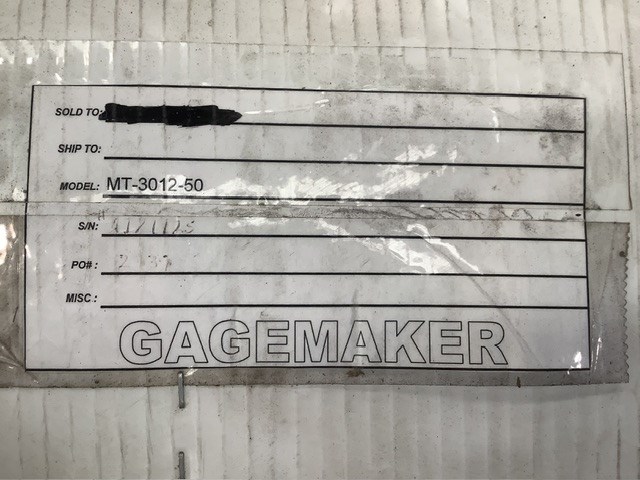 SOLD TO:
SHIP TO:
MODEL: MT-3012-50
S/N:
PO# :
MISC :
GAGEMAKER